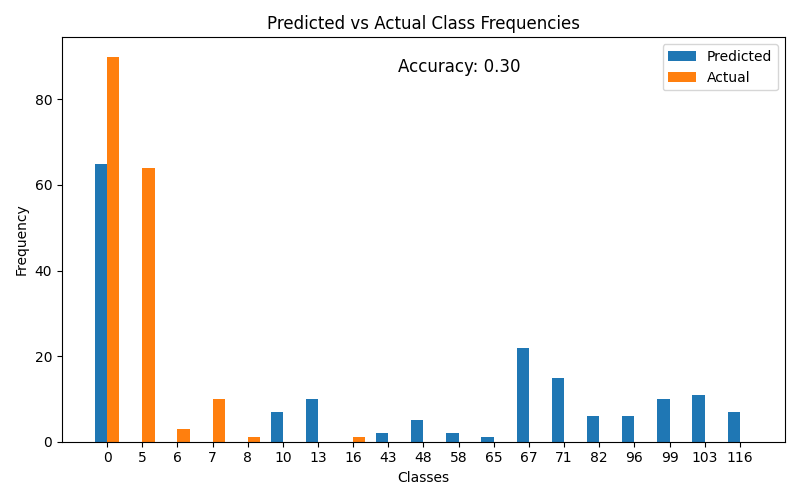 Predicted vs Actual Class Frequencies
Accuracy: 0.30
Predicted
Actual
80
60
40
20
0
Frequency
0 5 6 7 8 10 13 16 43 48 58 65 67 71 82 96 99 103 116
Classes